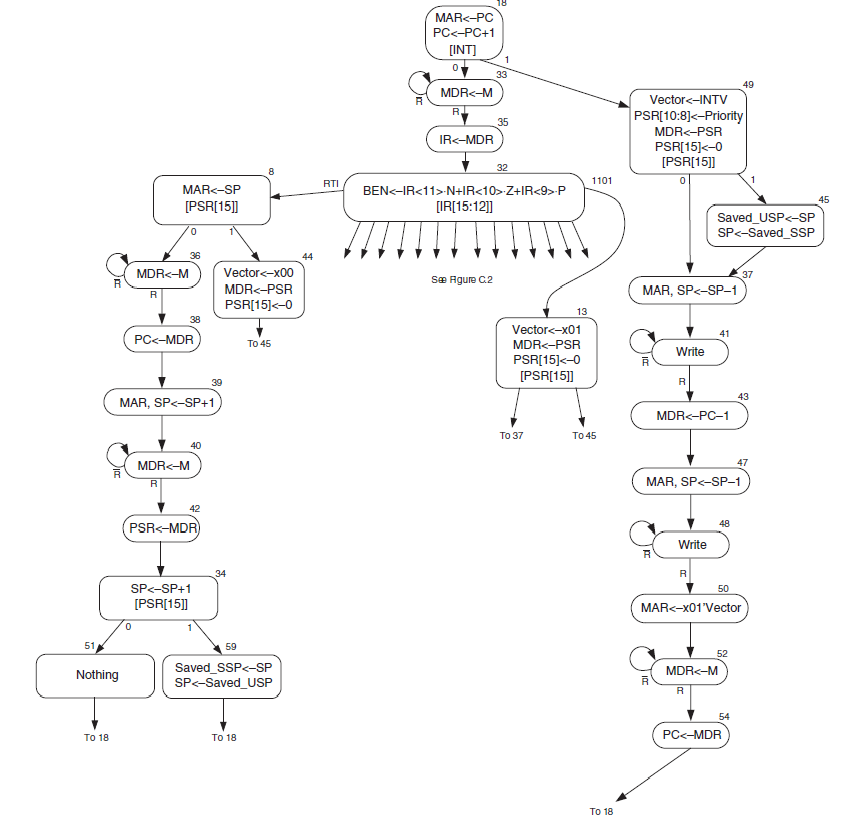 18
MAR<–PC
PC<–PC+1
[INT]
0
1
33
MDR<–M
R̅
R
35
IR<–MDR
32
BEN<–IR<11>·N+IR<10>·Z+IR<9>·P
[IR[15:12]]
RTI
1101
See Figure C.2
8
MAR<–SP
[PSR[15]]
0
1
36
MDR<–M
R̅
R
44
Vector<–x00
MDR<–PSR
PSR[15]<–0
To 45
38
PC<–MDR
39
MAR, SP<–SP+1
40
MDR<–M
R̅
R
42
PSR<–MDR
34
SP<–SP+1
[PSR[15]]
0
1
51
Nothing
To 18
59
Saved_SSP<–SP
SP<–Saved_USP
To 18
13
Vector<–x01
MDR<–PSR
PSR[15]<–0
[PSR[15]]
To 37
To 45
49
Vector<–INTV
PSR[10:8]<–Priority
MDR<–PSR
PSR[15]<–0
[PSR[15]]
0
1
45
Saved_USP<–SP
SP<–Saved_SSP
37
MAR, SP<–SP–1
41
Write
R̅
R
43
MDR<–PC–1
47
MAR, SP<–SP–1
48
Write
R̅
R
50
MAR<–x01'Vector
52
MDR<–M
R̅
R
54
PC<–MDR
To 18